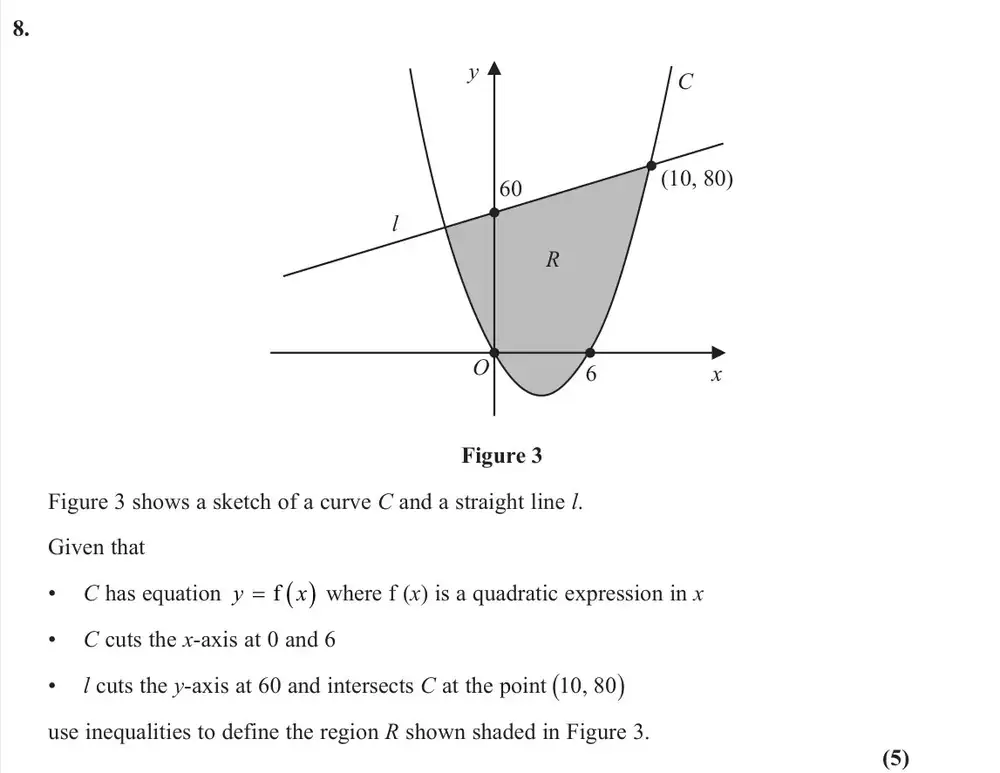 8.
y
C
60
(10, 80)
l
R
O
6
x
Figure 3
Figure 3 shows a sketch of a curve C and a straight line l.
Given that
• C has equation y = f(x) where f (x) is a quadratic expression in x
• C cuts the x-axis at 0 and 6
• l cuts the y-axis at 60 and intersects C at the point (10, 80)
use inequalities to define the region R shown shaded in Figure 3.
(5)